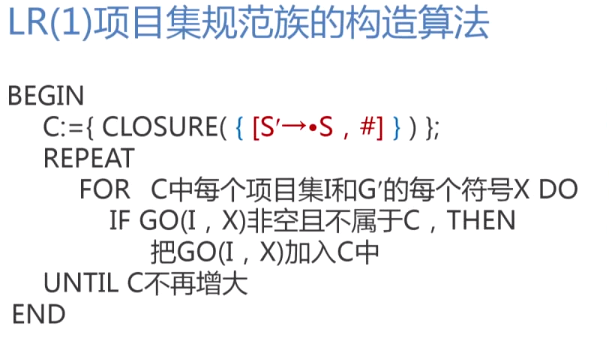 LR(1)项目集规范族的构造算法
BEGIN
C:={ CLOSURE( { [S′→•S , #] } ) };
REPEAT
FOR C中每个项目集I和G′的每个符号X DO
IF GO(I , X)非空且不属于C , THEN
把GO(I , X)加入C中
UNTIL C不再增大
END